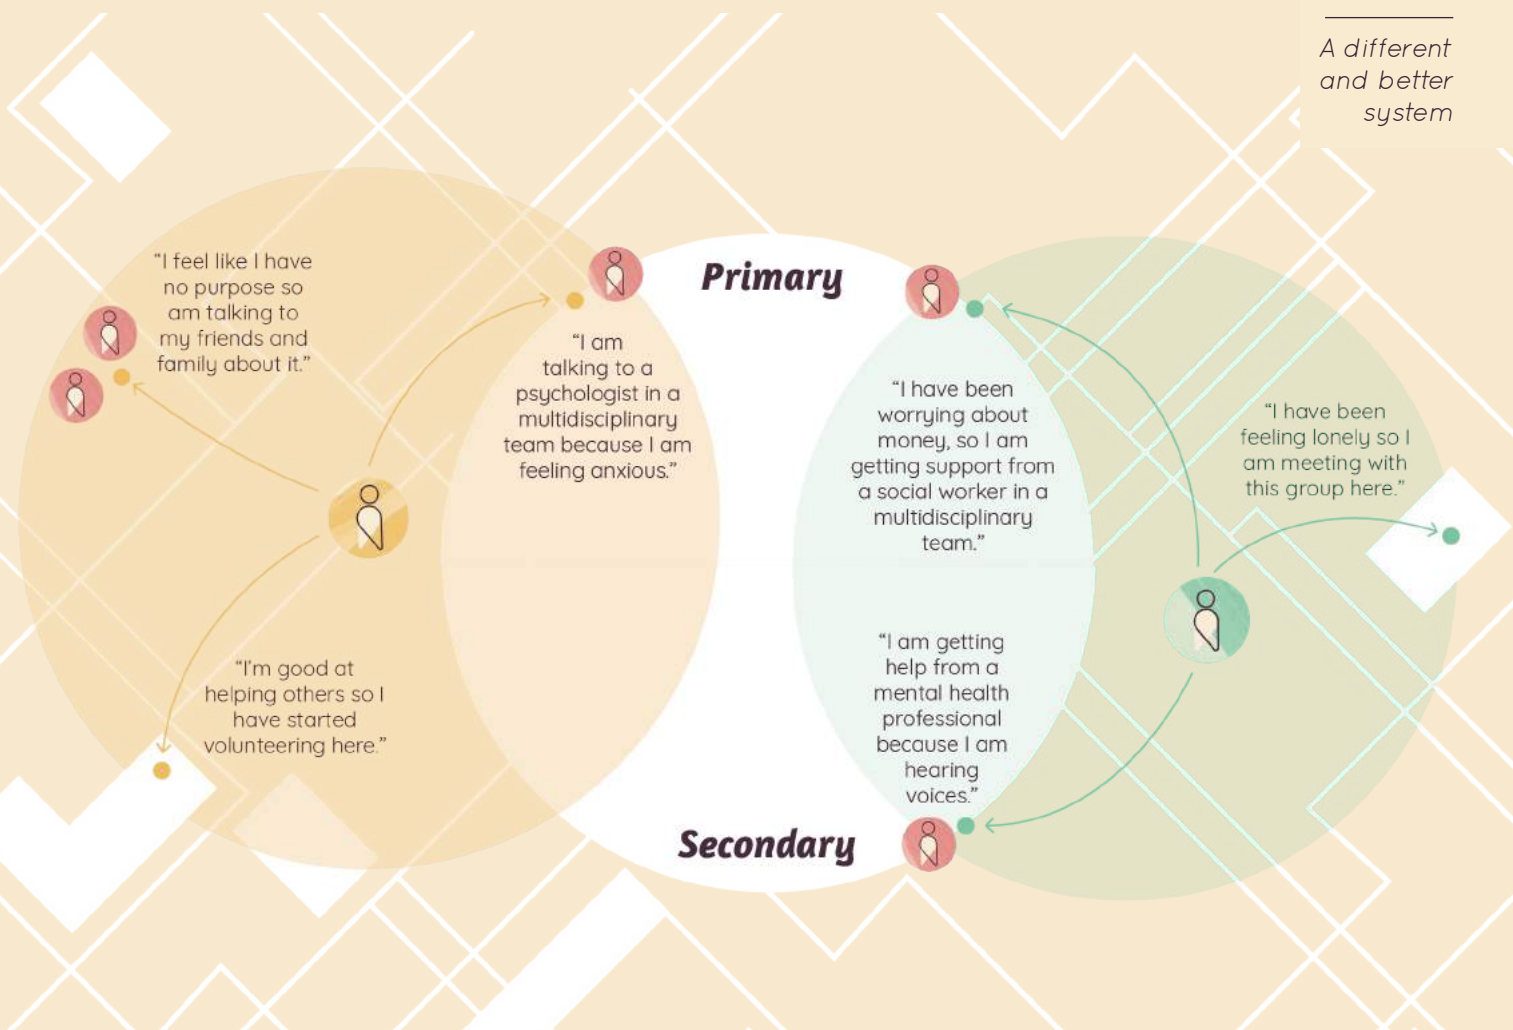 A different
and better
system
Primary
"I feel like I have
no purpose so
am talking to
my friends and
family about it."
"I am
talking to a
psychologist in a
multidisciplinary
team because I am
feeling anxious."
"I have been
worrying about
money, so I am
getting support from
a social worker in a
multidisciplinary
team."
"I have been
feeling lonely so I
am meeting with
this group here."
"I'm good at
helping others so I
have started
volunteering here."
"I am getting
help from a
mental health
professional
because I am
hearing
voices."
Secondary